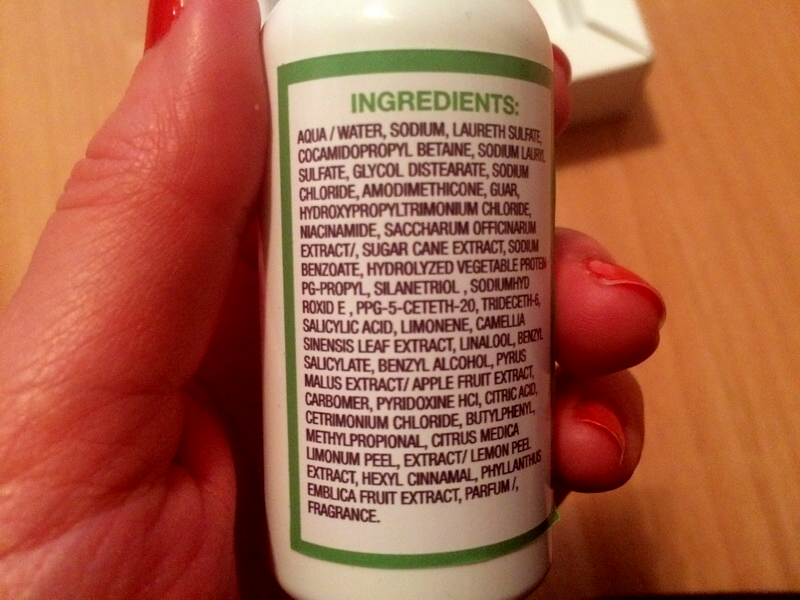 INGREDIENTS:
AQUA / WATER, SODIUM, LAURETH SULFATE,
COCAMIDOPROPYL BETAINE, SODIUM LAURYL
SULFATE, GLYCOL DISTEARATE, SODIUM
CHLORIDE, AMODIMETHICONE, GUAR,
HYDROXYPROPYLTRIMONIUM CHLORIDE,
NIACINAMIDE, SACCHARUM OFFICINARUM
EXTRACT/, SUGAR CANE EXTRACT, SODIUM
BENZOATE, HYDROLYZED VEGETABLE PROTEIN
PG-PROPYL, SILANETRIOL , SODIUMHYD
ROXID E , PPG-5-CETETH-20, TRIDECETH-6,
SALICYLIC ACID, LIMONENE, CAMELLIA
SINENSIS LEAF EXTRACT, LINALOOL, BENZYL
SALICYLATE, BENZYL ALCOHOL, PYRUS
MALUS EXTRACT/ APPLE FRUIT EXTRACT,
CARBOMER, PYRIDOXINE HCI, CITRIC ACID,
CETRIMONIUM CHLORIDE, BUTYLPHENYL,
METHYLPROPIONAL, CITRUS MEDICA
LIMONUM PEEL, EXTRACT/ LEMON PEEL
EXTRACT, HEXYL CINNAMAL, PHYLLANTHUS
EMBLICA FRUIT EXTRACT, PARFUM /,
FRAGRANCE.